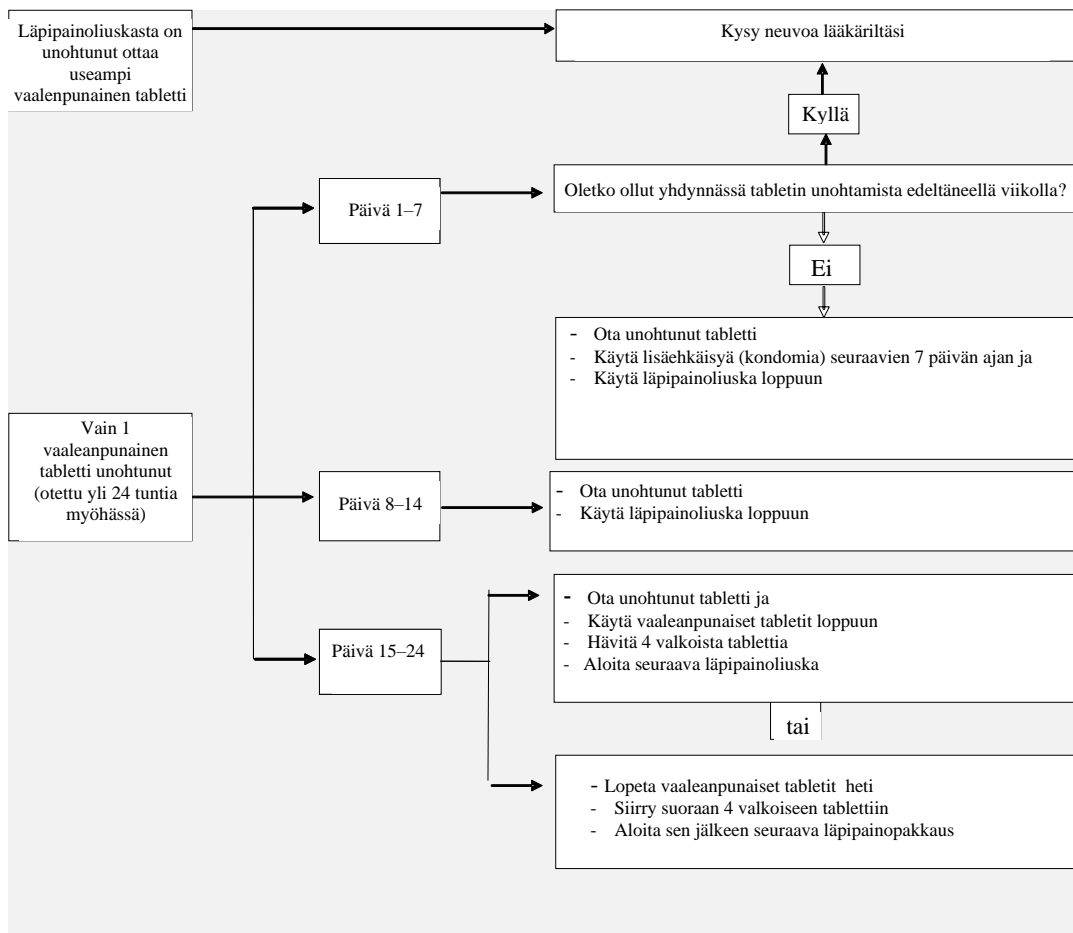 Läpipainoliuskasta on
unohtunut ottaa
useampi
vaalenpunainen tabletti
Kysy neuvoa lääkäriltäsi
Kyllä
Päivä 1–7
Oletko ollut yhdynnässä tabletin unohtamista edeltäneellä viikolla?
Ei
- Ota unohtunut tabletti
- Käytä lisäehkäisyä (kondomia) seuraavien 7 päivän ajan ja
- Käytä läpipainoliuska loppuun
Vain 1
vaaleanpunainen
tabletti unohtunut
(otettu yli 24 tuntia
myöhässä)
Päivä 8–14
- Ota unohtunut tabletti
- Käytä läpipainoliuska loppuun
Päivä 15–24
- Ota unohtunut tabletti ja
- Käytä vaaleanpunaiset tabletit loppuun
- Hävitä 4 valkoista tablettia
- Aloita seuraava läpipainoliuska
tai
- Lopeta vaaleanpunaiset tabletit heti
- Siirry suoraan 4 valkoiseen tablettiin
- Aloita sen jälkeen seuraava läpipainopakkaus